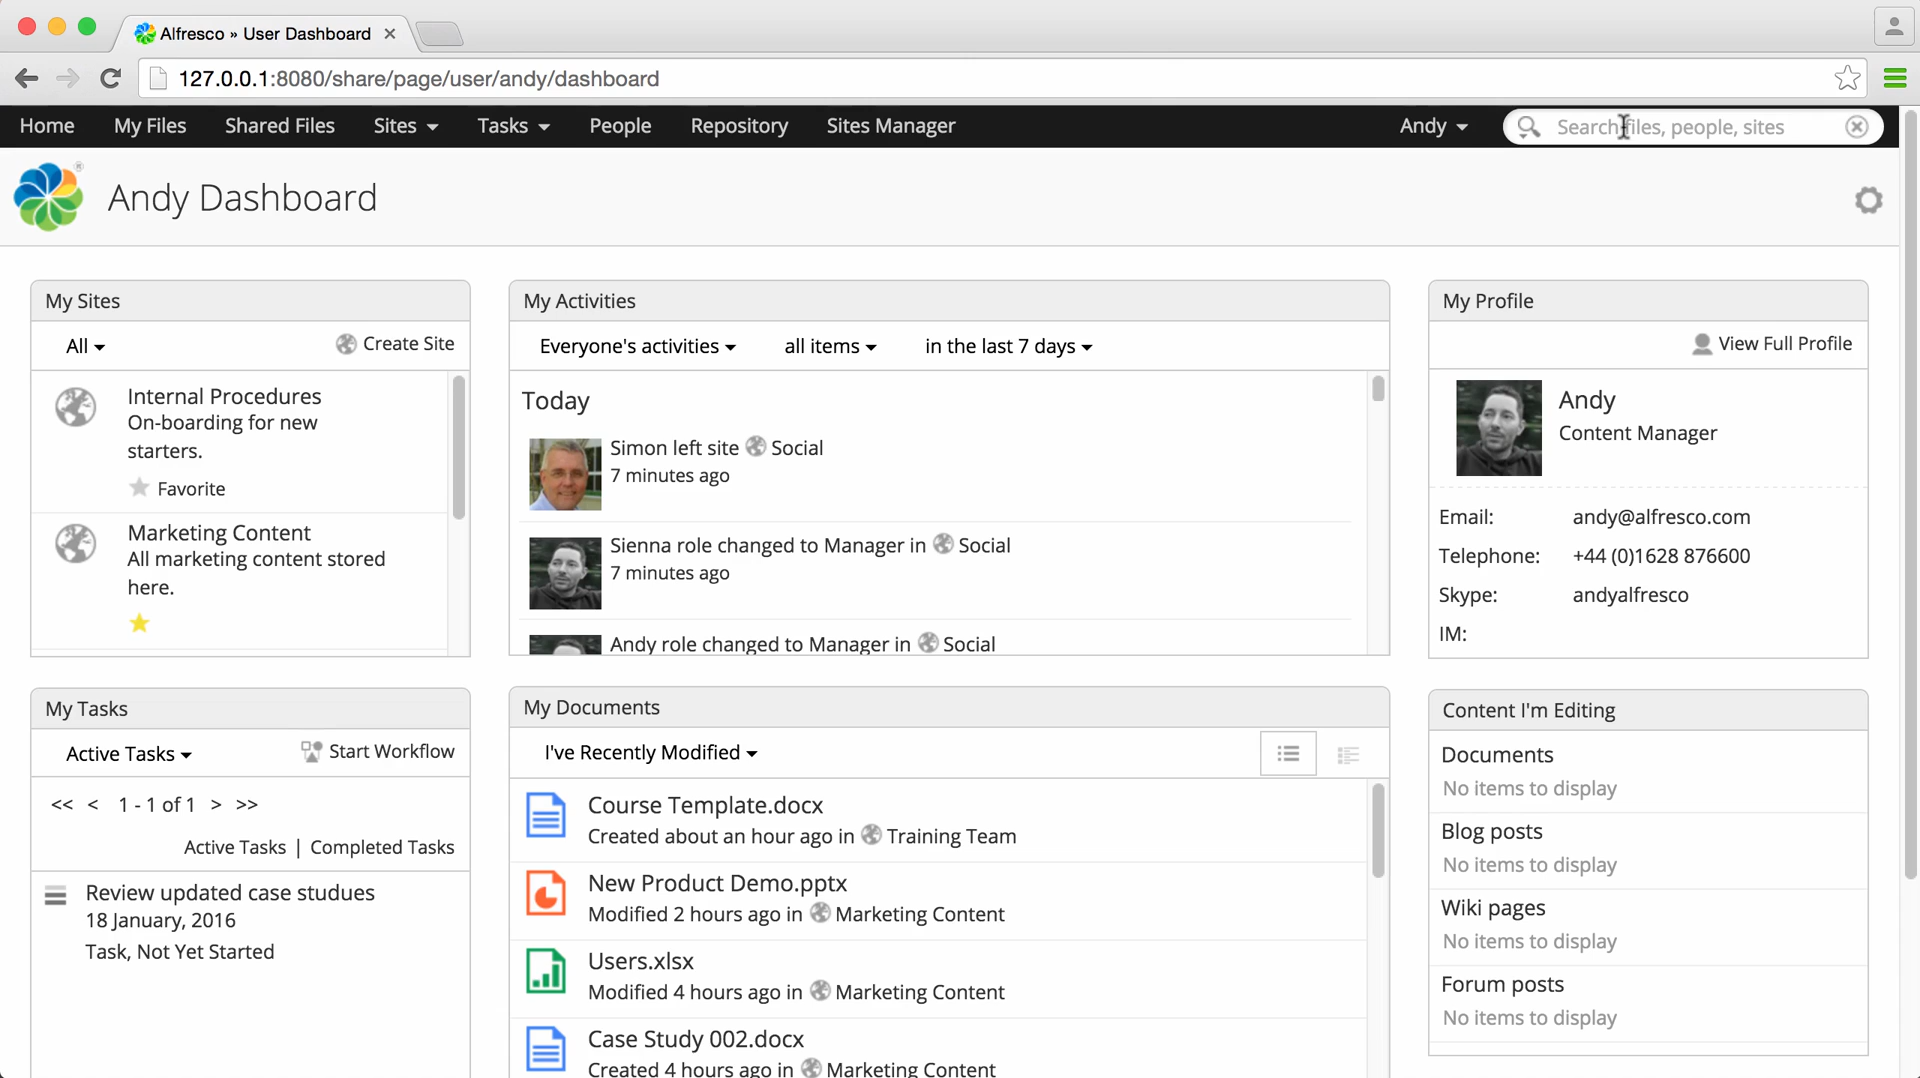 Alfresco » User Dashboard
127.0.0.1:8080/share/page/user/andy/dashboard
Home My Files Shared Files Sites Tasks People Repository Sites Manager Andy Search files, people, sites
Andy Dashboard
My Sites
All Create Site
Internal Procedures
On-boarding for new
starters.
Favorite
Marketing Content
All marketing content stored
here.
My Activities
Everyone's activities all items in the last 7 days
Today
Simon left site Social
7 minutes ago
Sienna role changed to Manager in Social
7 minutes ago
Andy role changed to Manager in Social
My Profile
View Full Profile
Andy
Content Manager
Email: andy@alfresco.com
Telephone: +44 (0)1628 876600
Skype: andyalfresco
IM:
My Tasks
Active Tasks Start Workflow
<< < 1 - 1 of 1 > >>
Active Tasks | Completed Tasks
Review updated case studues
18 January, 2016
Task, Not Yet Started
My Documents
I've Recently Modified
Course Template.docx
Created about an hour ago in Training Team
New Product Demo.pptx
Modified 2 hours ago in Marketing Content
Users.xlsx
Modified 4 hours ago in Marketing Content
Case Study 002.docx
Created 4 hours ago in Marketing Content
Content I'm Editing
Documents
No items to display
Blog posts
No items to display
Wiki pages
No items to display
Forum posts
No items to display